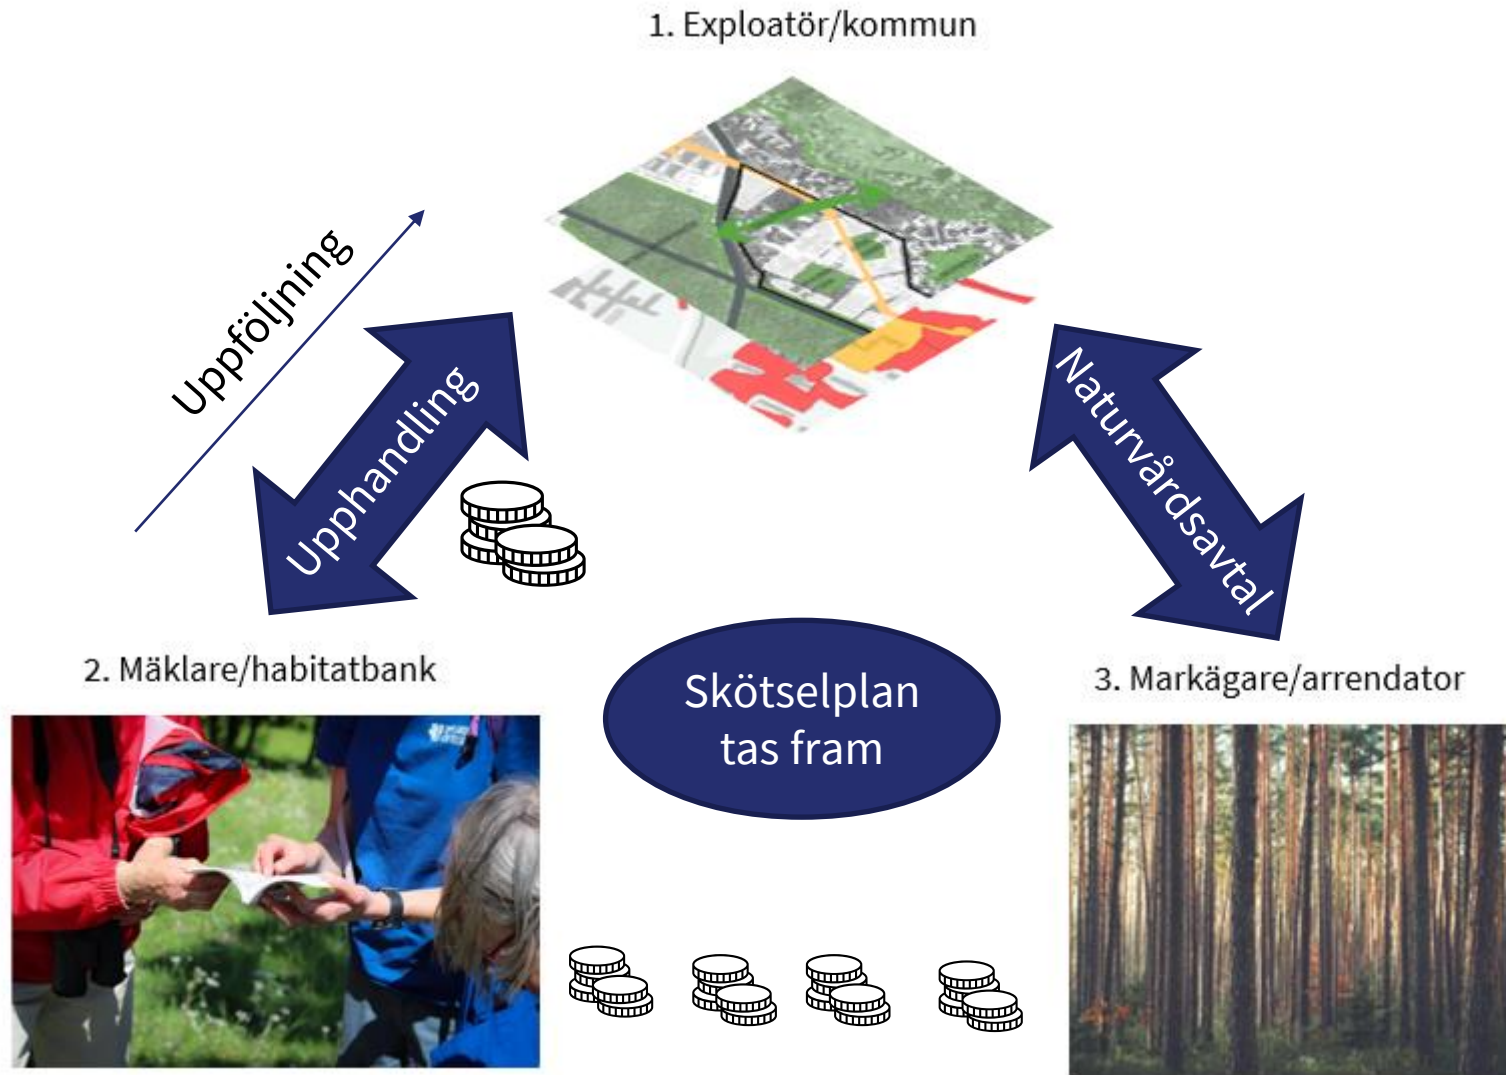 1. Exploatör/kommun
Uppföljning
Upphandling
Naturvårdsavtal
2. Mäklare/habitatbank
Skötselplan
tas fram
3. Markägare/arrendator